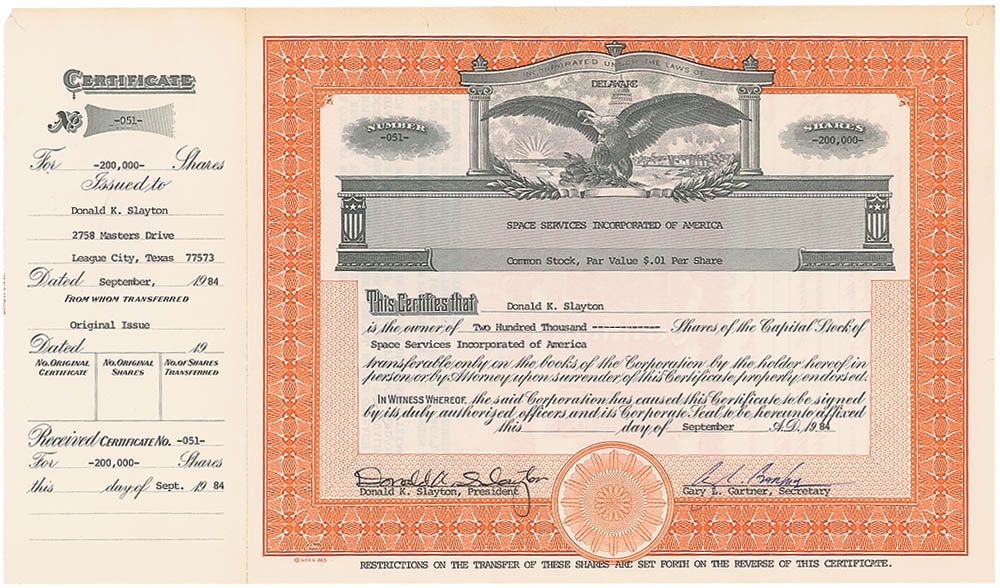 CERTIFICATE
No -051-
For -200,000- Shares
Issued to
Donald K. Slayton
2758 Masters Drive
League City, Texas 77573
Dated September, 1984
FROM WHOM TRANSFERRED
Original Issue
Dated 19
NO. ORIGINAL CERTIFICATE NO. ORIGINAL SHARES NO. OF SHARES TRANSFERRED
Received CERTIFICATE NO. -051-
For -200,000- Shares
this day of Sept. 1984
INCORPORATED UNDER THE LAWS OF
DELAWARE
NUMBER
-051-
SHARES
-200,000-
SPACE SERVICES INCORPORATED OF AMERICA
Common Stock, Par Value $.01 Per Share
This Certifies that Donald K. Slayton
is the owner of Two Hundred Thousand ------------ Shares of the Capital Stock of
Space Services Incorporated of America
transferable only on the books of the Corporation by the holder hereof in
person or by Attorney upon surrender of this Certificate properly endorsed.
IN WITNESS WHEREOF, the said Corporation has caused this Certificate to be signed
by its duly authorized officers, and its Corporate Seal to be hereunto affixed
this day of September A.D. 1984
Donald K. Slayton
Donald K. Slayton, President
Gary L. Gartner, Secretary
© GOES 365
RESTRICTIONS ON THE TRANSFER OF THESE SHARES ARE SET FORTH ON THE REVERSE OF THIS CERTIFICATE.